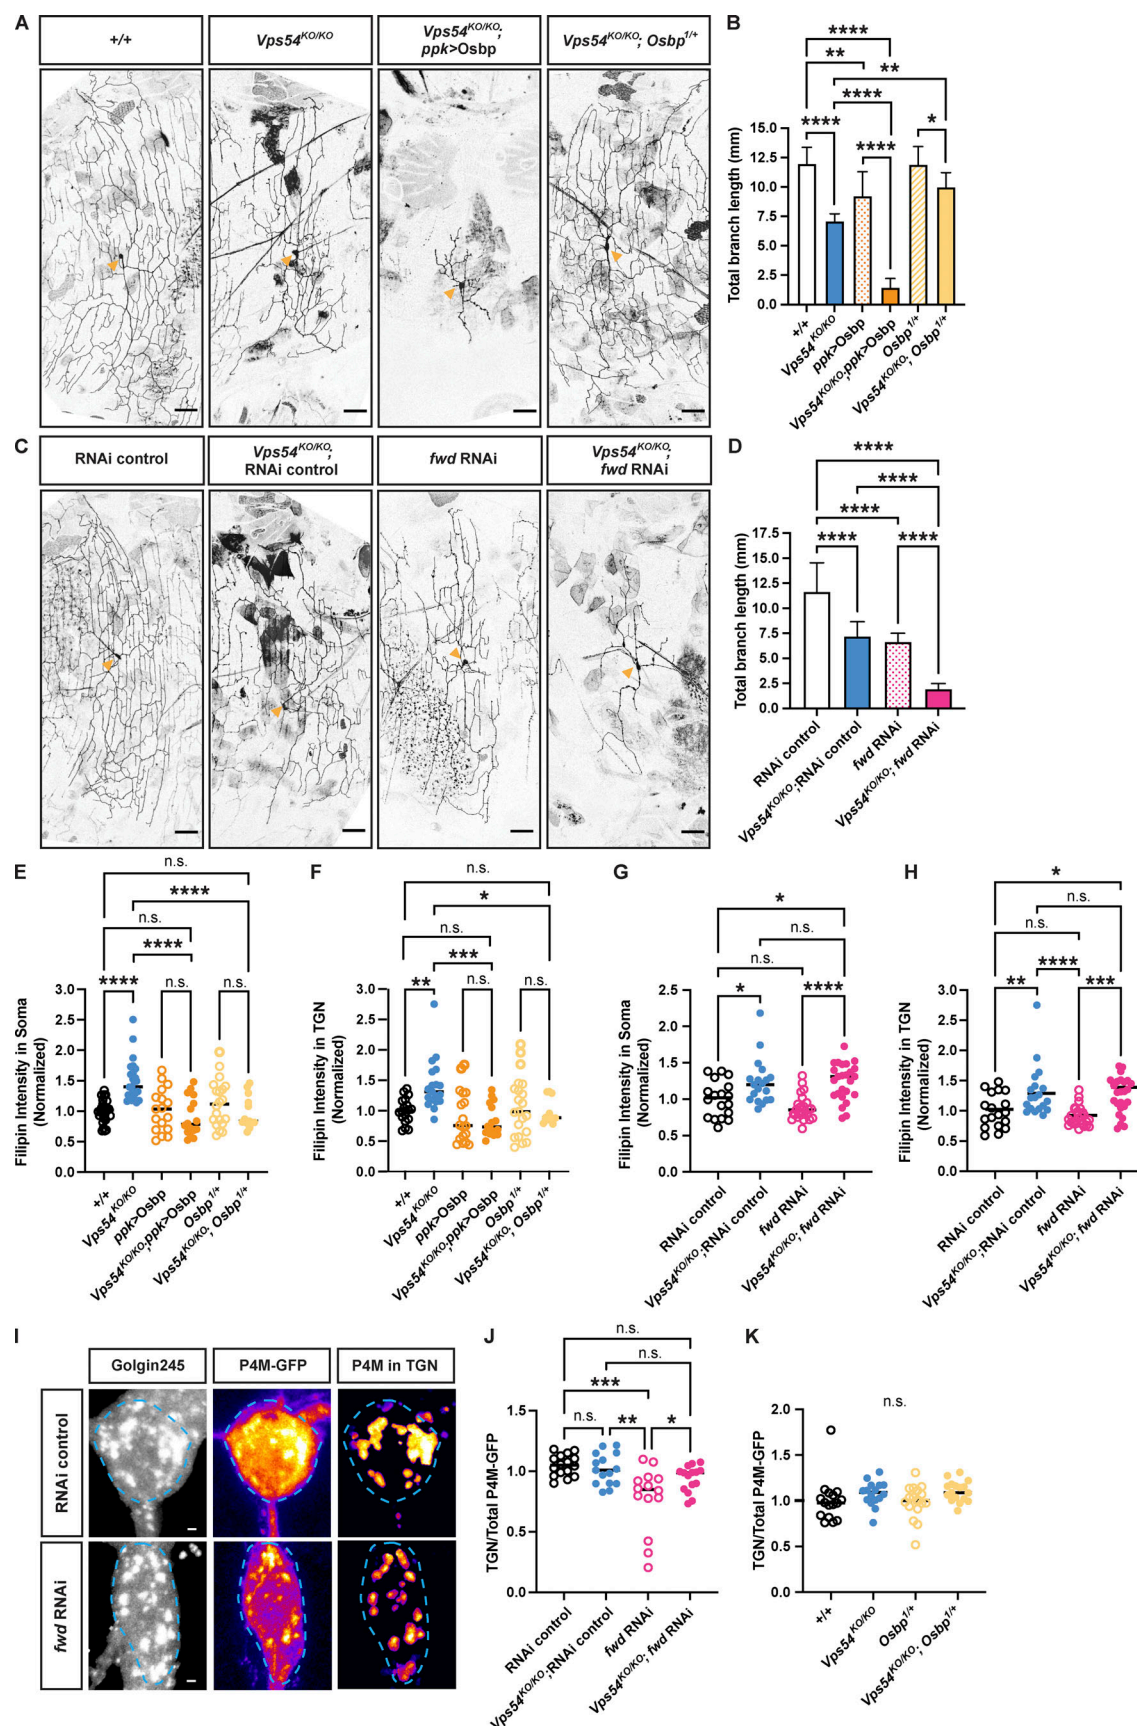 A
+/+
Vps54KO/KO
Vps54KO/KO;
ppk>Osbp
Vps54KO/KO; Osbp1/+
B
****
**
**
****
****
*
****
Total branch length (mm)
15.0
12.5
10.0
7.5
5.0
2.5
0.0
+/+
Vps54KO/KO
ppk>Osbp
Vps54KO/KO;ppk>Osbp
Osbp1/+
Vps54KO/KO; Osbp1/+
C
RNAi control
Vps54KO/KO;
RNAi control
fwd RNAi
Vps54KO/KO;
fwd RNAi
D
****
****
****
****
****
Total branch length (mm)
17.5
15.0
12.5
10.0
7.5
5.0
2.5
0.0
RNAi control
Vps54KO/KO;RNAi control
fwd RNAi
Vps54KO/KO; fwd RNAi
E
n.s.
****
n.s.
****
****
n.s.
n.s.
Filipin Intensity in Soma
(Normalized)
3.0
2.5
2.0
1.5
1.0
0.5
0.0
+/+
Vps54KO/KO
ppk>Osbp
Vps54KO/KO;ppk>Osbp
Osbp1/+
Vps54KO/KO; Osbp1/+
F
n.s.
*
n.s.
***
**
n.s.
n.s.
Filipin Intensity in TGN
(Normalized)
3.0
2.5
2.0
1.5
1.0
0.5
0.0
+/+
Vps54KO/KO
ppk>Osbp
Vps54KO/KO;ppk>Osbp
Osbp1/+
Vps54KO/KO; Osbp1/+
G
*
n.s.
n.s.
*
****
Filipin Intensity in Soma
(Normalized)
3.0
2.5
2.0
1.5
1.0
0.5
0.0
RNAi control
Vps54KO/KO;RNAi control
fwd RNAi
Vps54KO/KO; fwd RNAi
H
*
n.s.
n.s.
****
**
***
Filipin Intensity in TGN
(Normalized)
3.0
2.5
2.0
1.5
1.0
0.5
0.0
RNAi control
Vps54KO/KO;RNAi control
fwd RNAi
Vps54KO/KO; fwd RNAi
I
Golgin245
P4M-GFP
P4M in TGN
RNAi control
fwd RNAi
J
n.s.
n.s.
***
n.s.
**
*
TGN/Total P4M-GFP
1.5
1.0
0.5
0.0
RNAi control
Vps54KO/KO;RNAi control
fwd RNAi
Vps54KO/KO; fwd RNAi
K
n.s.
TGN/Total P4M-GFP
2.0
1.5
1.0
0.5
0.0
+/+
Vps54KO/KO
Osbp1/+
Vps54KO/KO; Osbp1/+